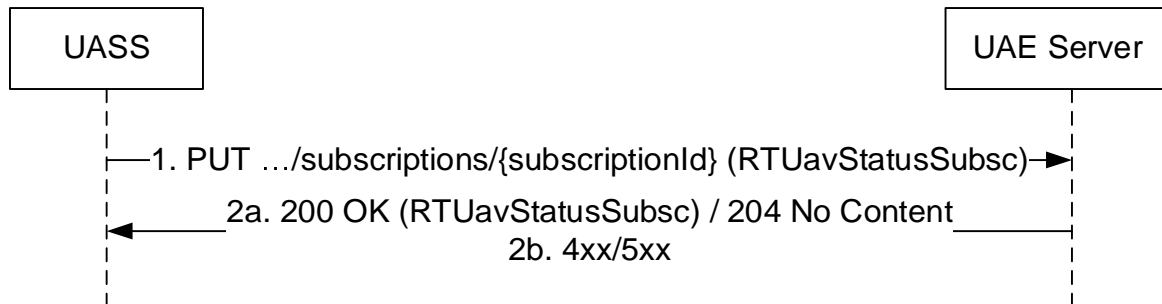 UASS
UAE Server
1. PUT …/subscriptions/{subscriptionId} (RTUavStatusSubsc)
2a. 200 OK (RTUavStatusSubsc) / 204 No Content
2b. 4xx/5xx